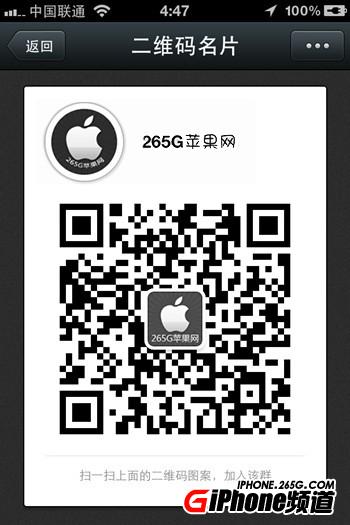 中国联通 4:47 100%
返回 二维码名片
265G苹果网
265G苹果网
265G苹果网
扫一扫上面的二维码图案，加入该群
IPHONE.265G.COM
GiPhone频道